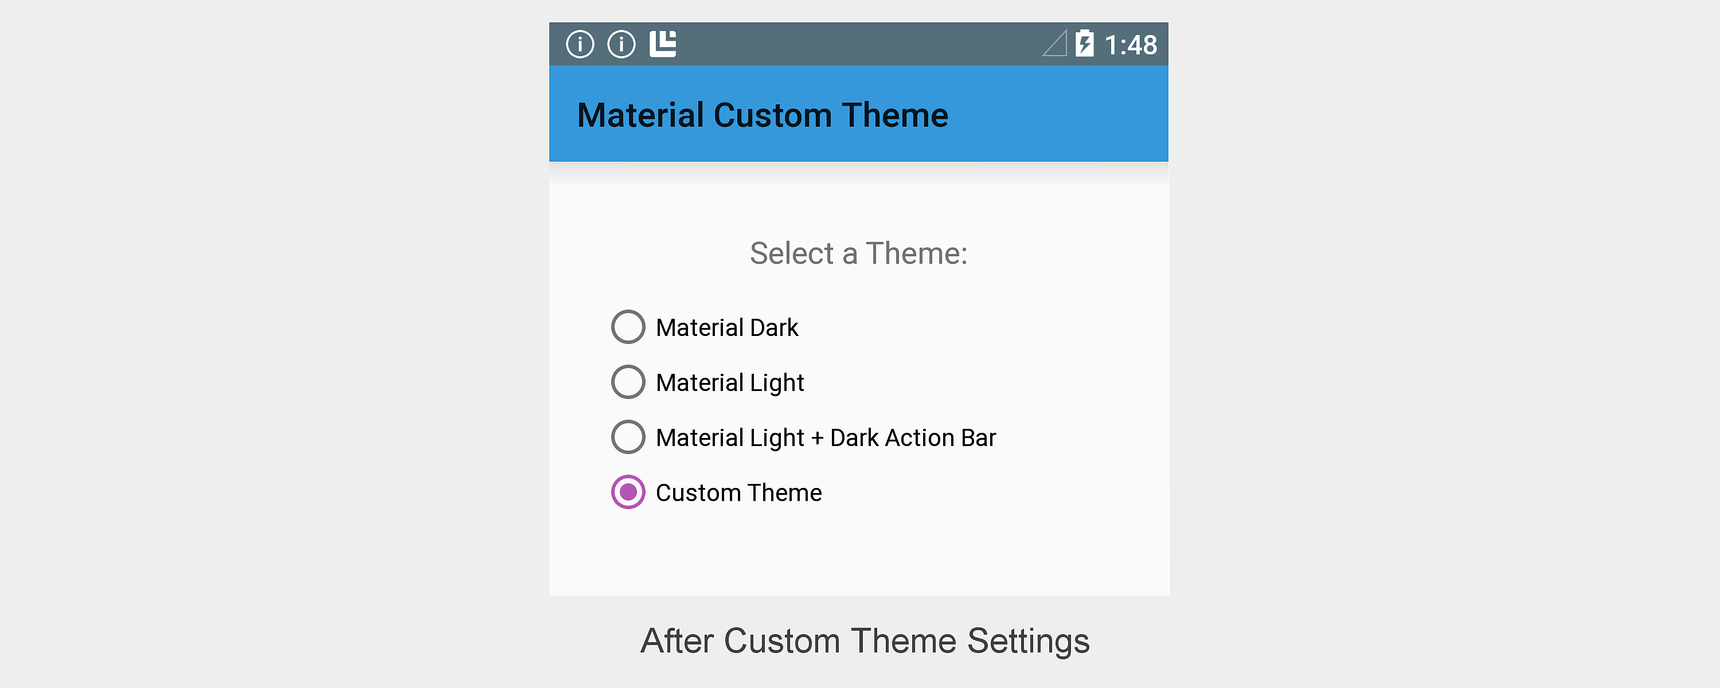 1:48
Material Custom Theme
Select a Theme:
Material Dark
Material Light
Material Light + Dark Action Bar
Custom Theme
After Custom Theme Settings